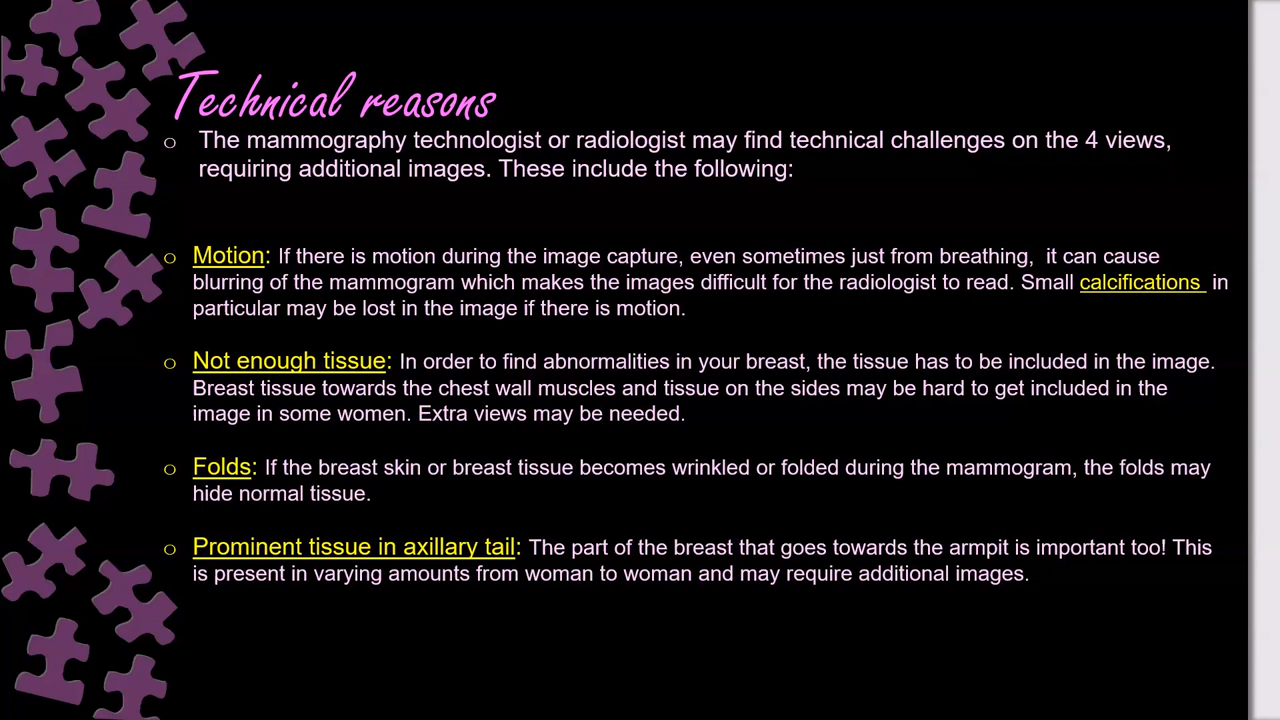 Technical reasons
o The mammography technologist or radiologist may find technical challenges on the 4 views,
requiring additional images. These include the following:
o Motion: If there is motion during the image capture, even sometimes just from breathing, it can cause
blurring of the mammogram which makes the images difficult for the radiologist to read. Small calcifications in
particular may be lost in the image if there is motion.
o Not enough tissue: In order to find abnormalities in your breast, the tissue has to be included in the image.
Breast tissue towards the chest wall muscles and tissue on the sides may be hard to get included in the
image in some women. Extra views may be needed.
o Folds: If the breast skin or breast tissue becomes wrinkled or folded during the mammogram, the folds may
hide normal tissue.
o Prominent tissue in axillary tail: The part of the breast that goes towards the armpit is important too! This
is present in varying amounts from woman to woman and may require additional images.